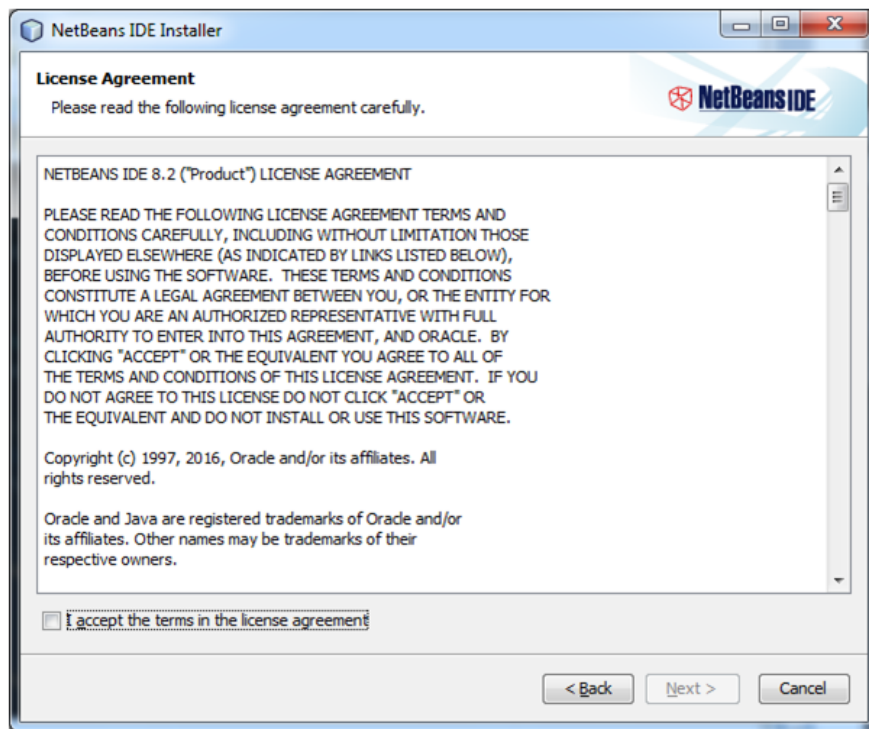 NetBeans IDE Installer
License Agreement
Please read the following license agreement carefully.
NetBeans IDE
NETBEANS IDE 8.2 ("Product") LICENSE AGREEMENT
PLEASE READ THE FOLLOWING LICENSE AGREEMENT TERMS AND
CONDITIONS CAREFULLY, INCLUDING WITHOUT LIMITATION THOSE
DISPLAYED ELSEWHERE (AS INDICATED BY LINKS LISTED BELOW),
BEFORE USING THE SOFTWARE.  THESE TERMS AND CONDITIONS
CONSTITUTE A LEGAL AGREEMENT BETWEEN YOU, OR THE ENTITY FOR
WHICH YOU ARE AN AUTHORIZED REPRESENTATIVE WITH FULL
AUTHORITY TO ENTER INTO THIS AGREEMENT, AND ORACLE.  BY
CLICKING "ACCEPT" OR THE EQUIVALENT YOU AGREE TO ALL OF
THE TERMS AND CONDITIONS OF THIS LICENSE AGREEMENT.  IF YOU
DO NOT AGREE TO THIS LICENSE DO NOT CLICK "ACCEPT" OR
THE EQUIVALENT AND DO NOT INSTALL OR USE THIS SOFTWARE.
Copyright (c) 1997, 2016, Oracle and/or its affiliates. All
rights reserved.
Oracle and Java are registered trademarks of Oracle and/or
its affiliates. Other names may be trademarks of their
respective owners.
I accept the terms in the license agreement
< Back
Next >
Cancel